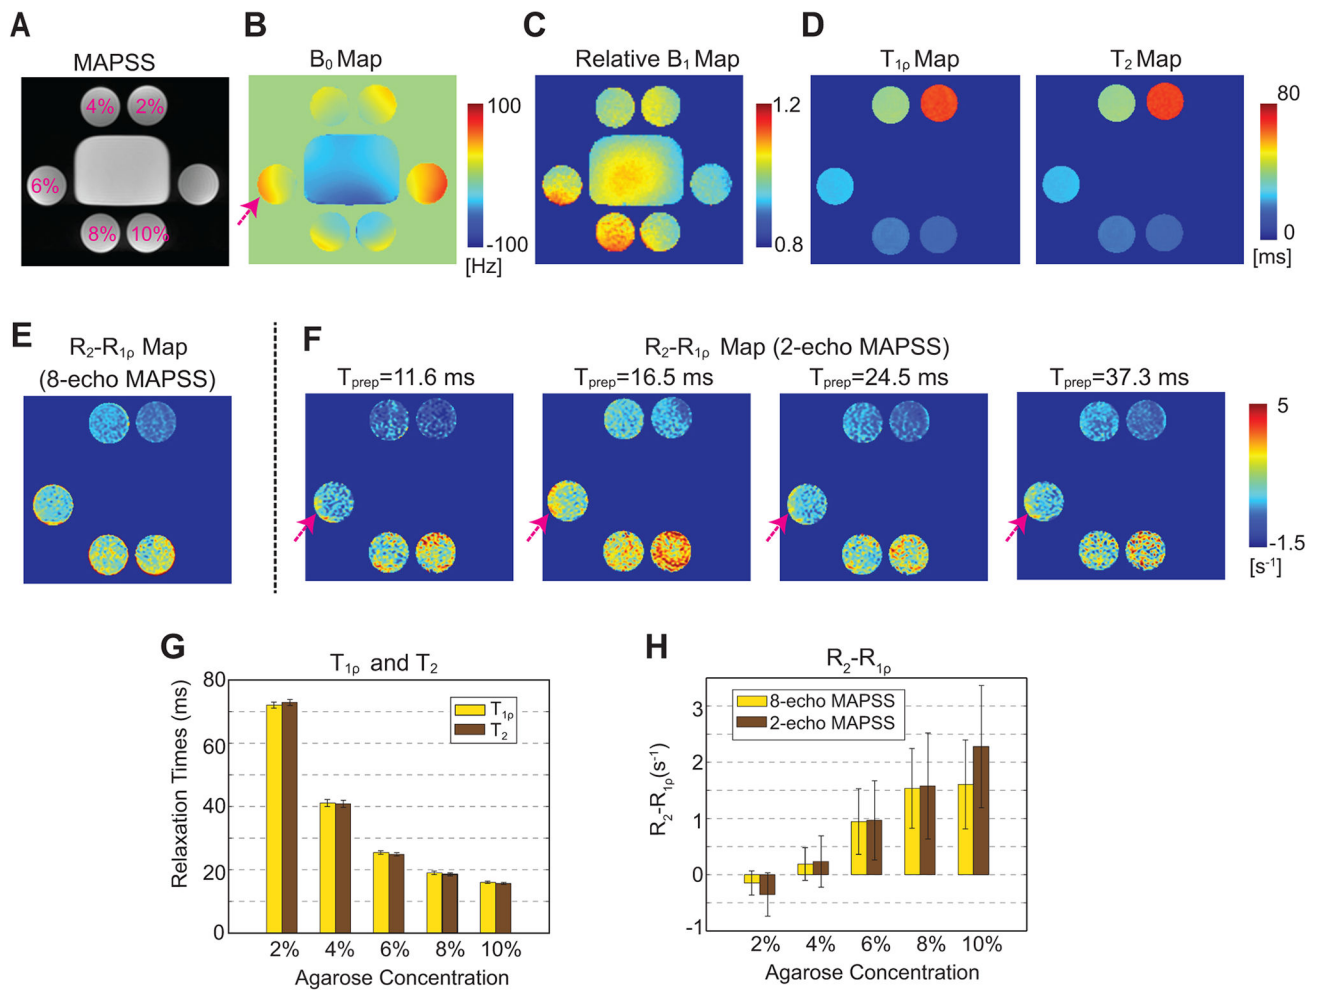 A
B
C
D
MAPSS
B₀ Map
Relative B₁ Map
T₁ρ Map
T₂ Map
4%
2%
6%
8%
10%
100
-100
[Hz]
1.2
0.8
80
0
[ms]
E
F
R₂-R₁ρ Map
(8-echo MAPSS)
R₂-R₁ρ Map (2-echo MAPSS)
Tprep=11.6 ms
Tprep=16.5 ms
Tprep=24.5 ms
Tprep=37.3 ms
5
-1.5
[s⁻¹]
G
T₁ρ and T₂
Relaxation Times (ms)
80
60
40
20
0
T₁ρ
T₂
2%
4%
6%
8%
10%
Agarose Concentration
H
R₂-R₁ρ
R₂-R₁ρ(s⁻¹)
3
2
1
0
-1
8-echo MAPSS
2-echo MAPSS
2%
4%
6%
8%
10%
Agarose Concentration